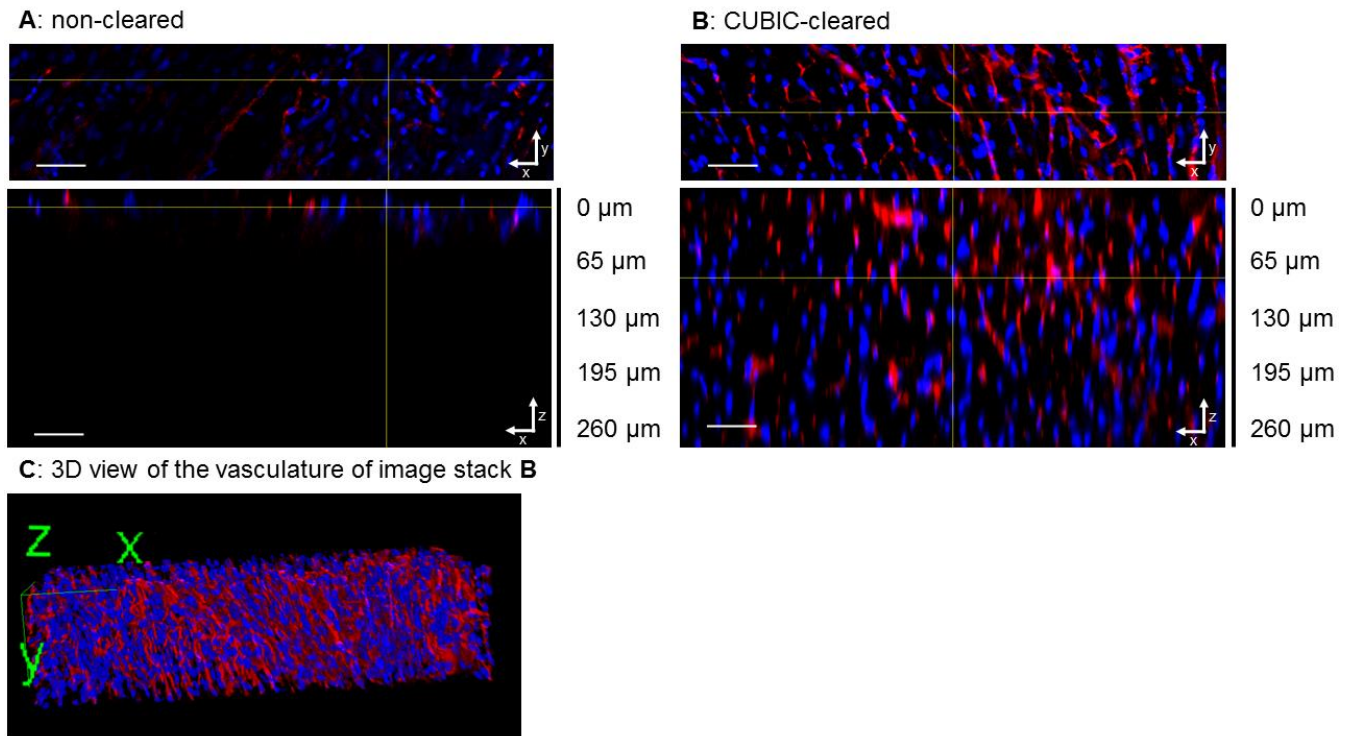 A: non-cleared
B: CUBIC-cleared
y
x
y
x
0 µm
65 µm
130 µm
195 µm
260 µm
z
x
0 µm
65 µm
130 µm
195 µm
260 µm
z
x
C: 3D view of the vasculature of image stack B
Z
X
y